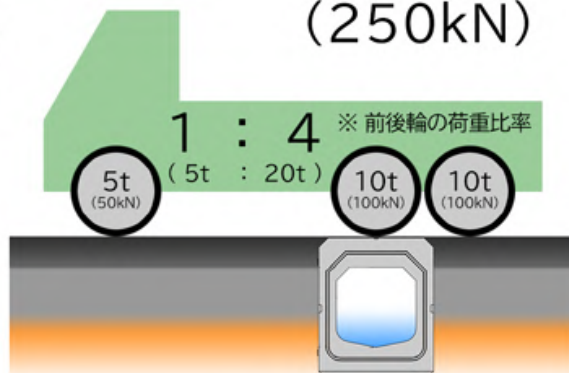 (250kN)
1 : 4 ※ 前後輪の荷重比率
( 5t : 20t )
5t
(50kN)
10t
(100kN)
10t
(100kN)